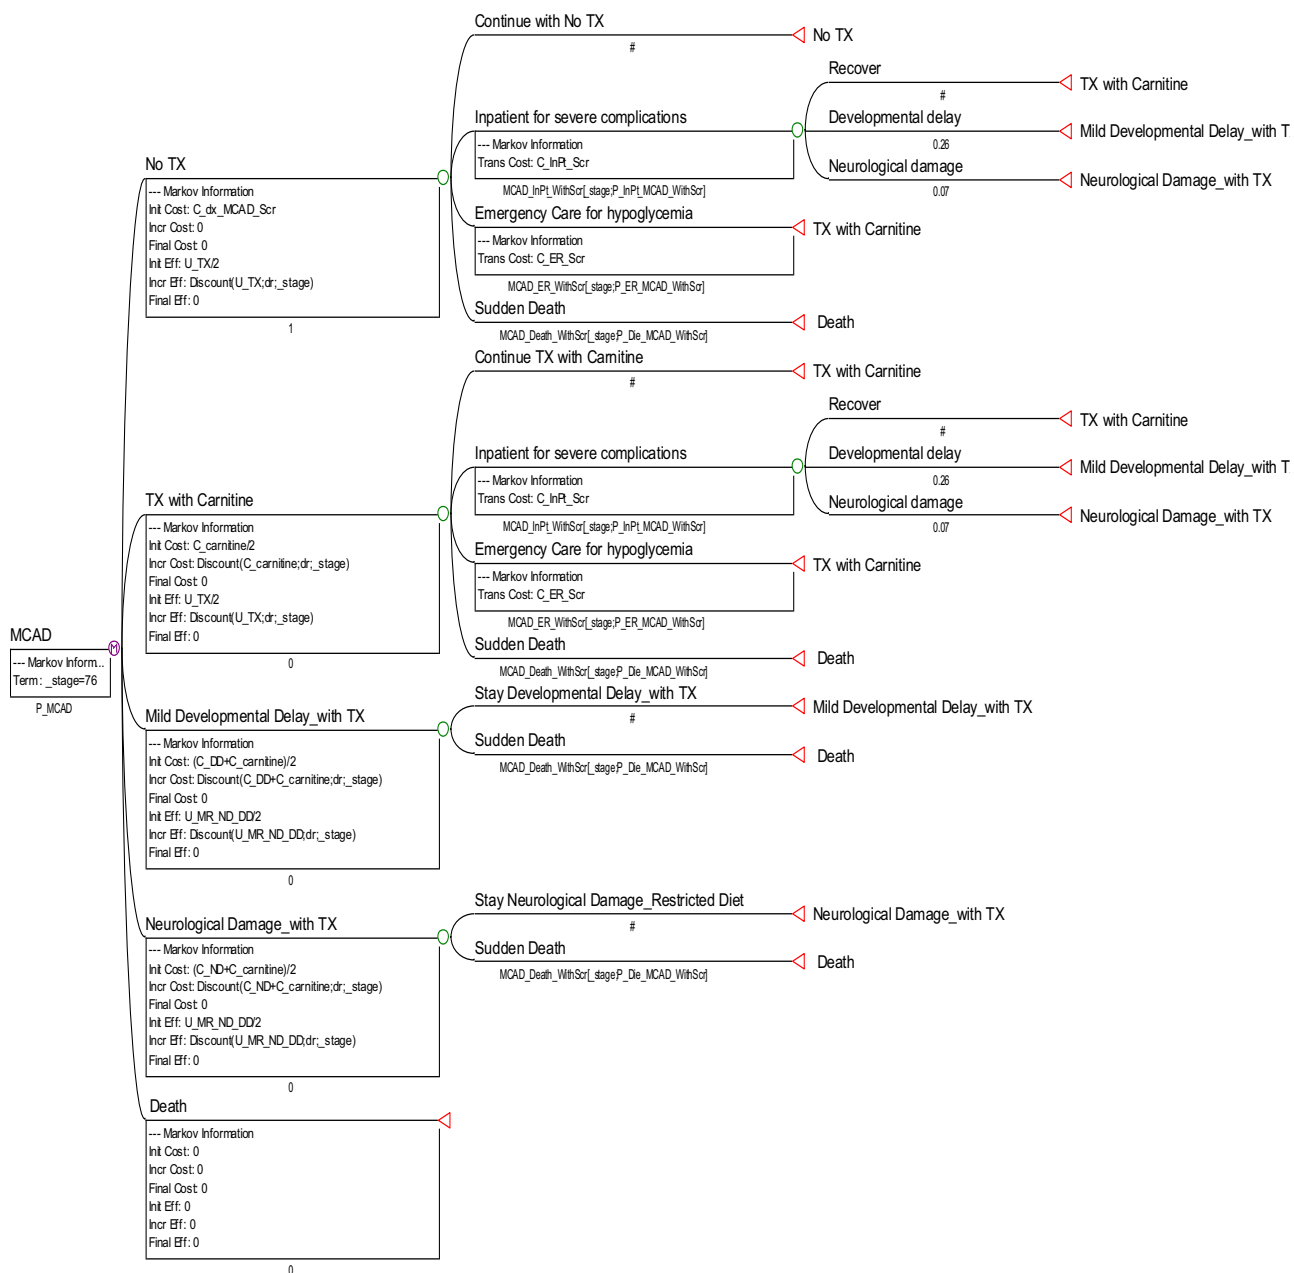 MCAD
--- Markov Inform...
Term: _stage=76
P_MCAD
No TX
--- Markov Information
Init Cost: C_dx_MCAD_Scr
Incr Cost: 0
Final Cost: 0
Init Eff: U_TX/2
Incr Eff: Discount(U_TX;dr;_stage)
Final Eff: 0
1
Continue with No TX
#
No TX
Inpatient for severe complications
--- Markov Information
Trans Cost: C_InPt_Scr
MCAD_InPt_WithScr[_stage;P_InPt_MCAD_WithScr]
Recover
#
TX with Carnitine
Developmental delay
0.26
Mild Developmental Delay_with T
Neurological damage
0.07
Neurological Damage_with TX
Emergency Care for hypoglycemia
--- Markov Information
Trans Cost: C_ER_Scr
MCAD_ER_WithScr[_stage;P_ER_MCAD_WithScr]
TX with Carnitine
Sudden Death
MCAD_Death_WithScr[_stage;P_Die_MCAD_WithScr]
Death
TX with Carnitine
--- Markov Information
Init Cost: C_carnitine/2
Incr Cost: Discount(C_carnitine;dr;_stage)
Final Cost: 0
Init Eff: U_TX/2
Incr Eff: Discount(U_TX;dr;_stage)
Final Eff: 0
0
Continue TX with Carnitine
#
TX with Carnitine
Inpatient for severe complications
--- Markov Information
Trans Cost: C_InPt_Scr
MCAD_InPt_WithScr[_stage;P_InPt_MCAD_WithScr]
Recover
#
TX with Carnitine
Developmental delay
0.26
Mild Developmental Delay_with T
Neurological damage
0.07
Neurological Damage_with TX
Emergency Care for hypoglycemia
--- Markov Information
Trans Cost: C_ER_Scr
MCAD_ER_WithScr[_stage;P_ER_MCAD_WithScr]
TX with Carnitine
Sudden Death
MCAD_Death_WithScr[_stage;P_Die_MCAD_WithScr]
Death
Mild Developmental Delay_with TX
--- Markov Information
Init Cost: (C_DD+C_carnitine)/2
Incr Cost: Discount(C_DD+C_carnitine;dr;_stage)
Final Cost: 0
Init Eff: U_MR_ND_DD/2
Incr Eff: Discount(U_MR_ND_DD;dr;_stage)
Final Eff: 0
0
Stay Developmental Delay_with TX
#
Mild Developmental Delay_with TX
Sudden Death
MCAD_Death_WithScr[_stage;P_Die_MCAD_WithScr]
Death
Neurological Damage_with TX
--- Markov Information
Init Cost: (C_ND+C_carnitine)/2
Incr Cost: Discount(C_ND+C_carnitine;dr;_stage)
Final Cost: 0
Init Eff: U_MR_ND_DD/2
Incr Eff: Discount(U_MR_ND_DD;dr;_stage)
Final Eff: 0
0
Stay Neurological Damage_Restricted Diet
#
Neurological Damage_with TX
Sudden Death
MCAD_Death_WithScr[_stage;P_Die_MCAD_WithScr]
Death
Death
--- Markov Information
Init Cost: 0
Incr Cost: 0
Final Cost: 0
Init Eff: 0
Incr Eff: 0
Final Eff: 0
0